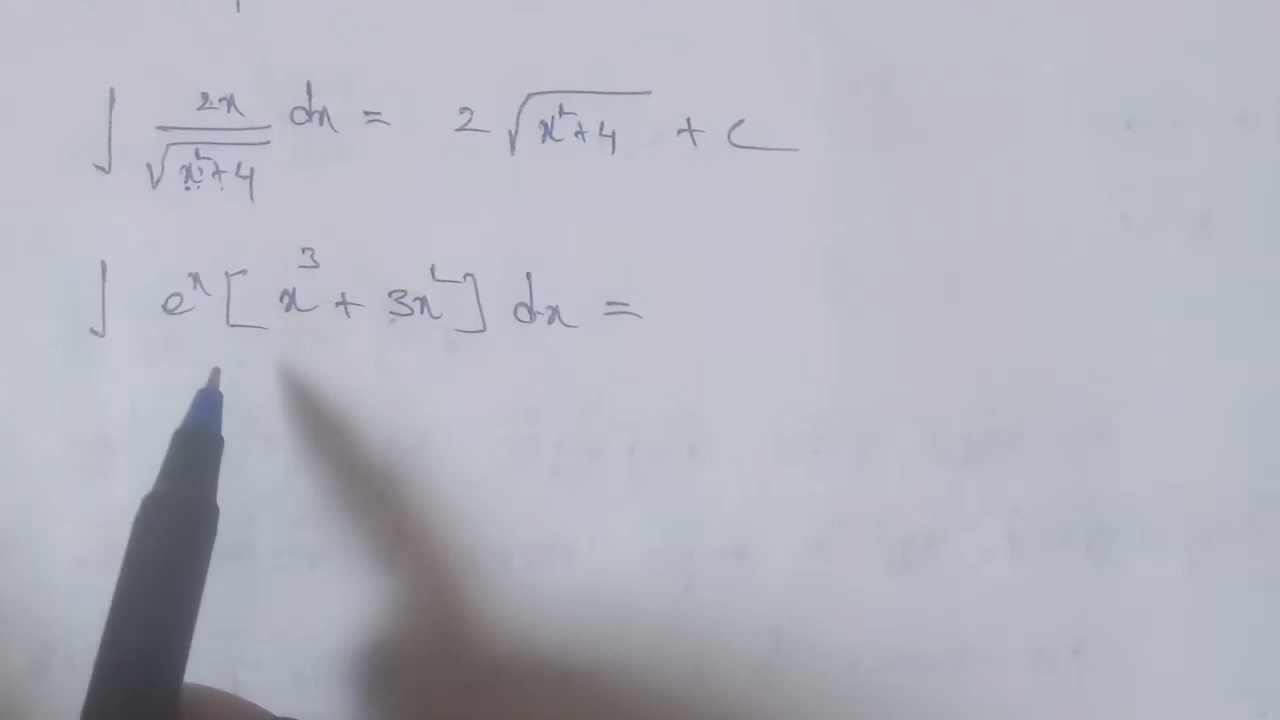 ∫ 2x/√(x²+4) dx = 2√(x²+4) + C
∫ eˣ[x³ + 3x²] dx =